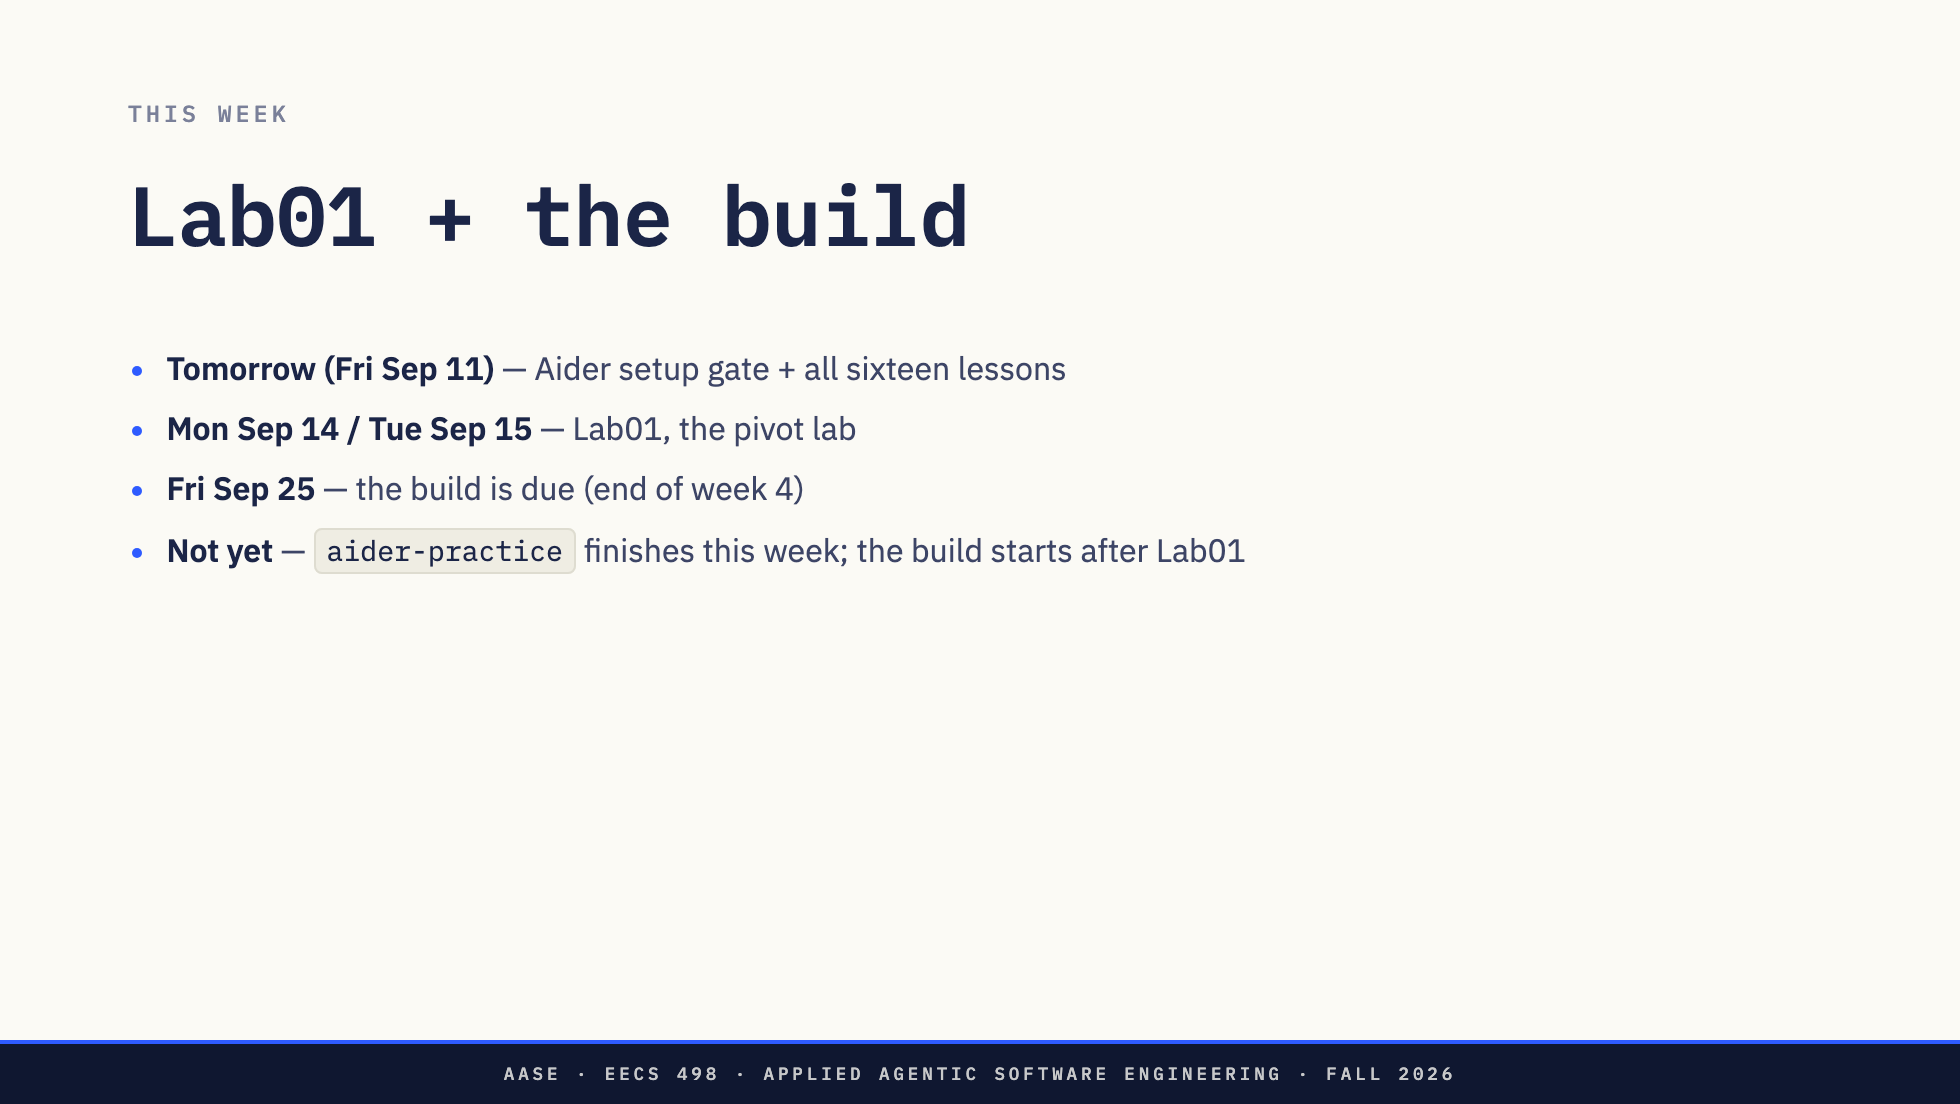 THIS WEEK
Lab01 + the build
• Tomorrow (Fri Sep 11) — Aider setup gate + all sixteen lessons
• Mon Sep 14 / Tue Sep 15 — Lab01, the pivot lab
• Fri Sep 25 — the build is due (end of week 4)
• Not yet — aider-practice finishes this week; the build starts after Lab01
AASE · EECS 498 · APPLIED AGENTIC SOFTWARE ENGINEERING · FALL 2026